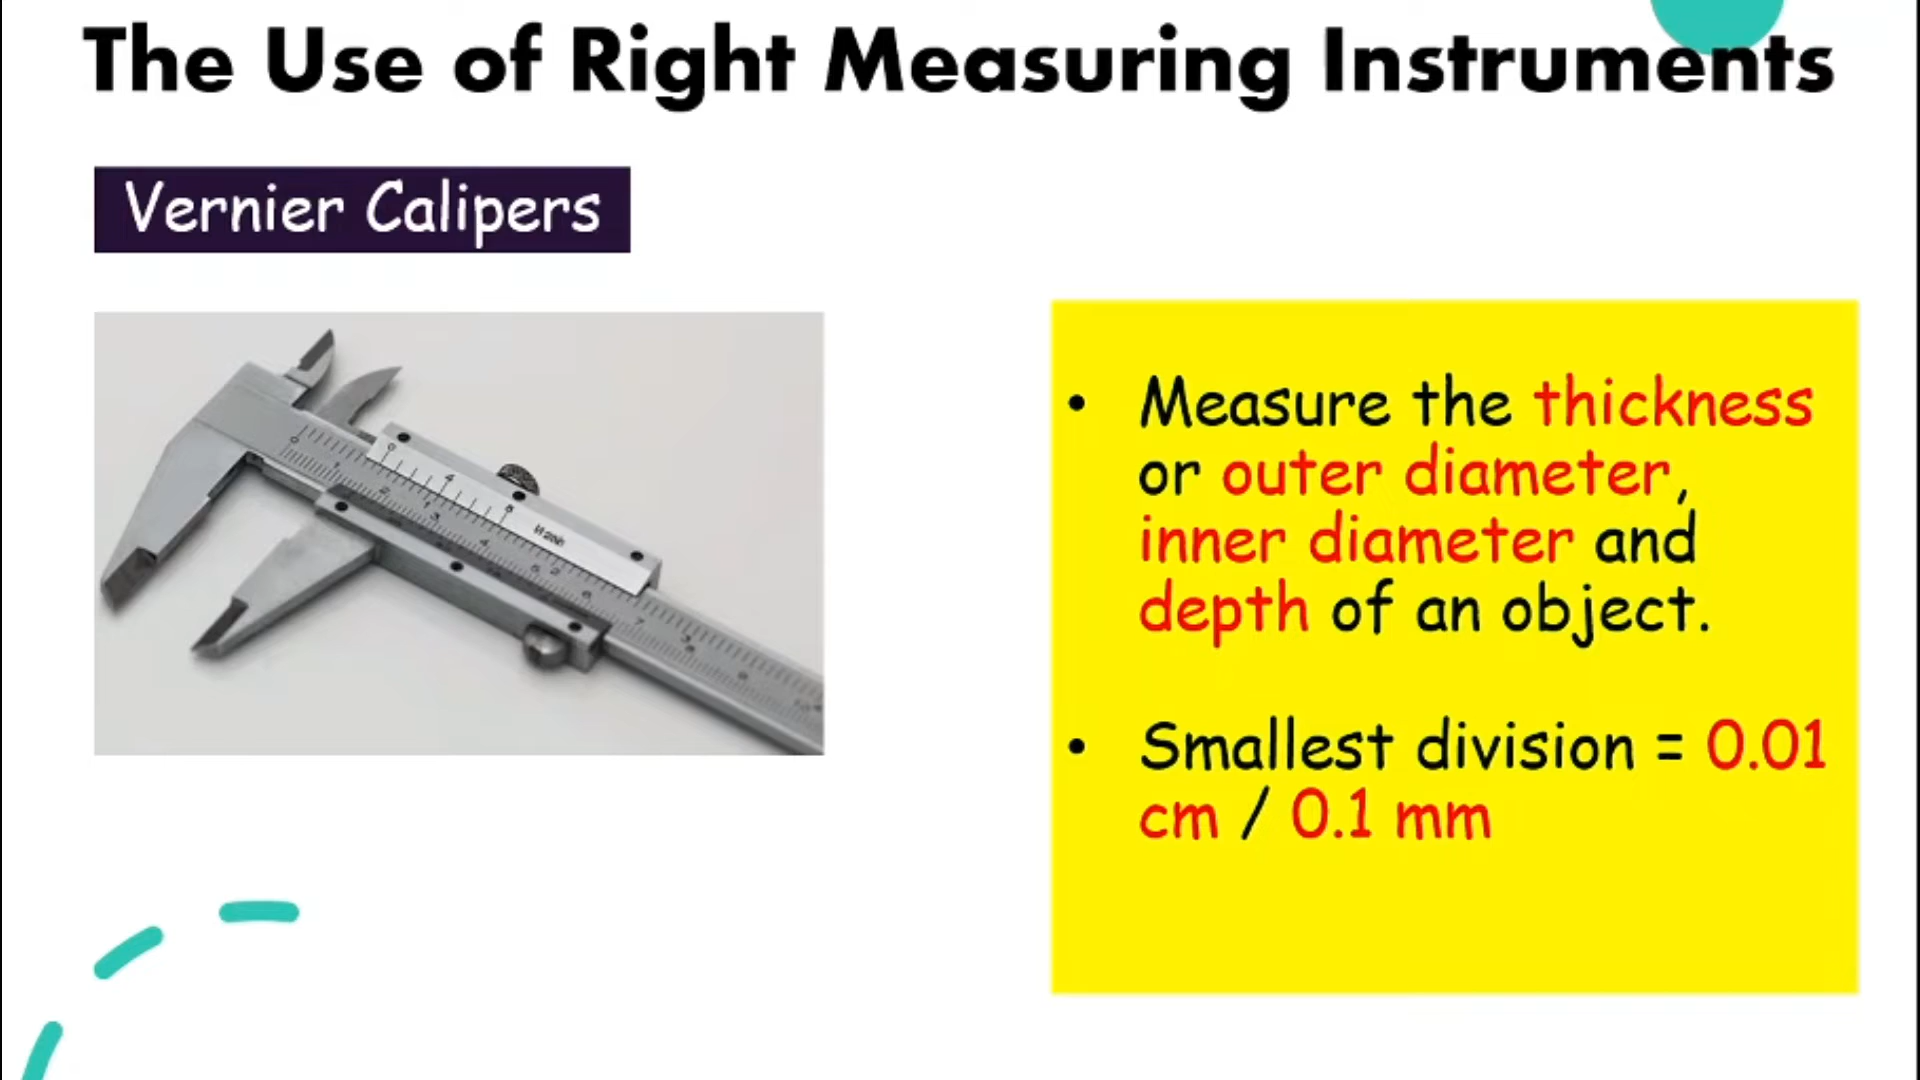 The Use of Right Measuring Instruments
Vernier Calipers
• Measure the thickness
or outer diameter,
inner diameter and
depth of an object.
• Smallest division = 0.01
cm / 0.1 mm